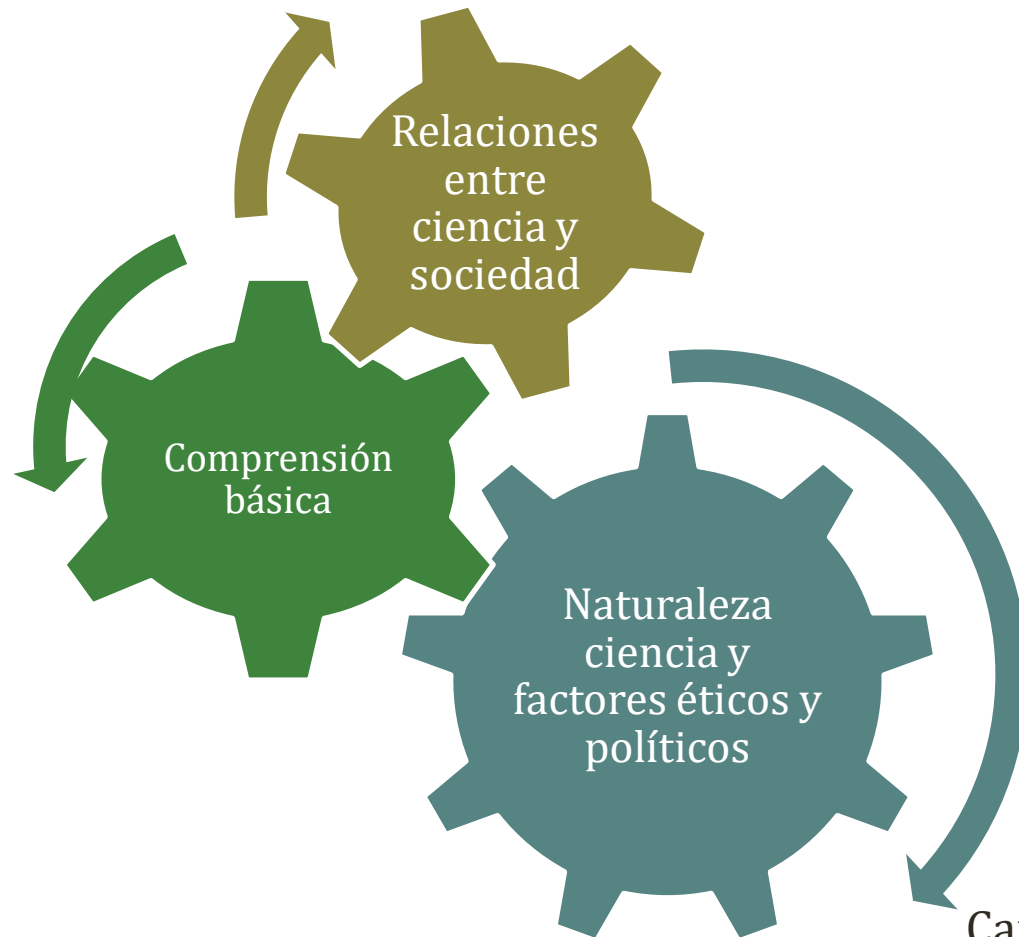 Relaciones
entre
ciencia y
sociedad
Comprensión
básica
Naturaleza
ciencia y
factores éticos y
políticos